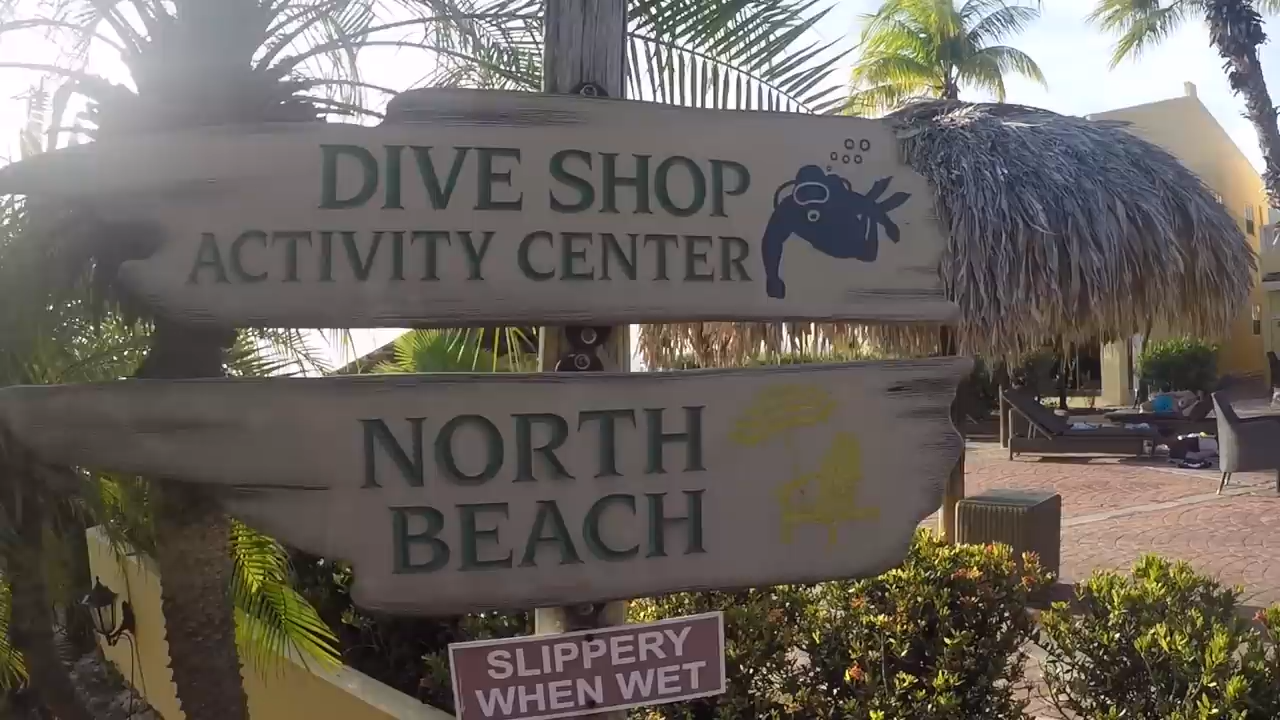 DIVE SHOP
ACTIVITY CENTER
NORTH
BEACH
SLIPPERY
WHEN WET